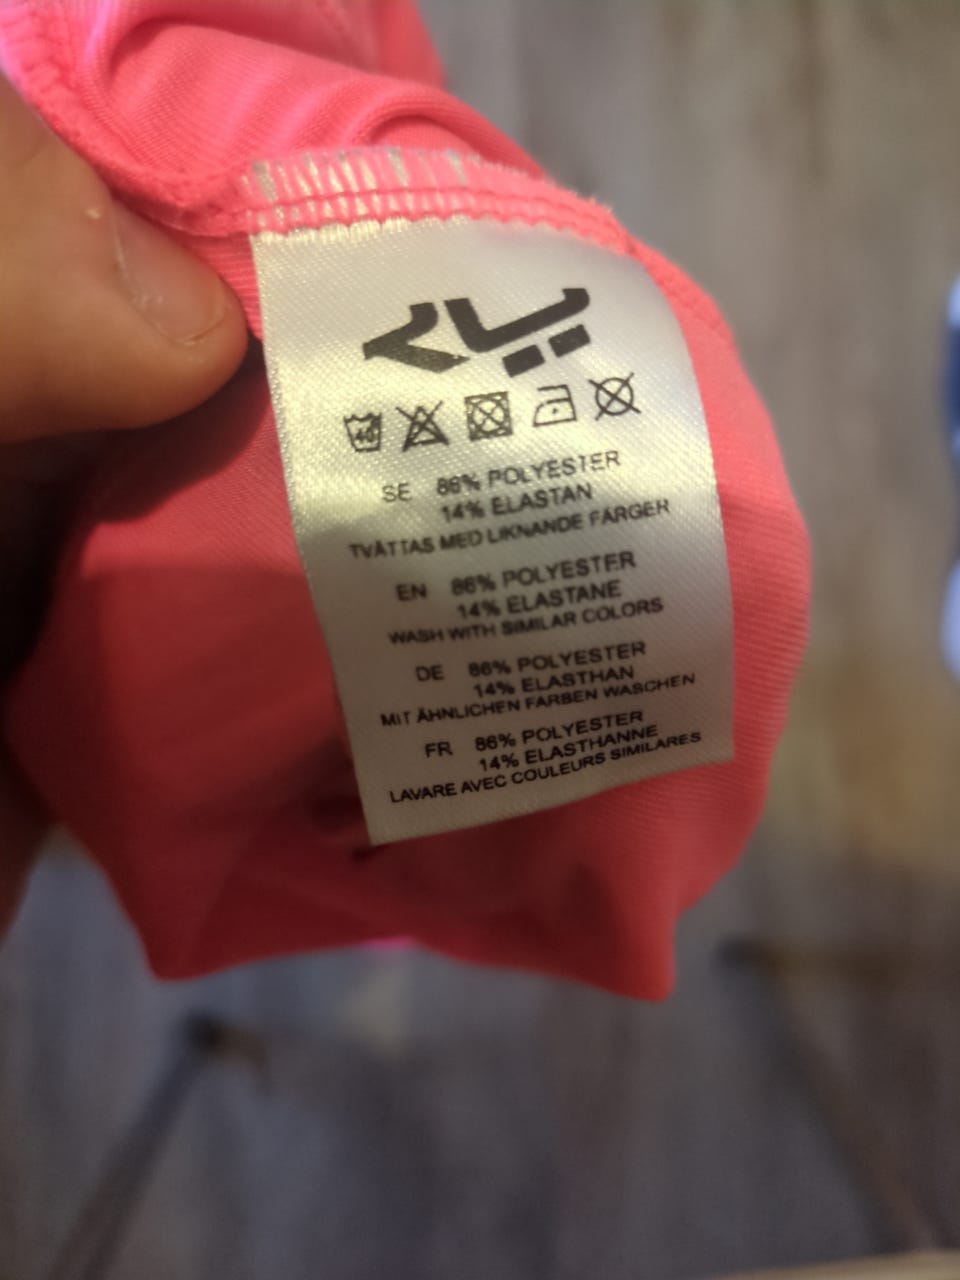 40
SE 86% POLYESTER
14% ELASTAN
TVÄTTAS MED LIKNANDE FÄRGER
EN 86% POLYESTER
14% ELASTANE
WASH WITH SIMILAR COLORS
DE 86% POLYESTER
14% ELASTHAN
MIT ÄHNLICHEN FARBEN WASCHEN
FR 86% POLYESTER
14% ELASTHANNE
LAVARE AVEC COULEURS SIMILARES